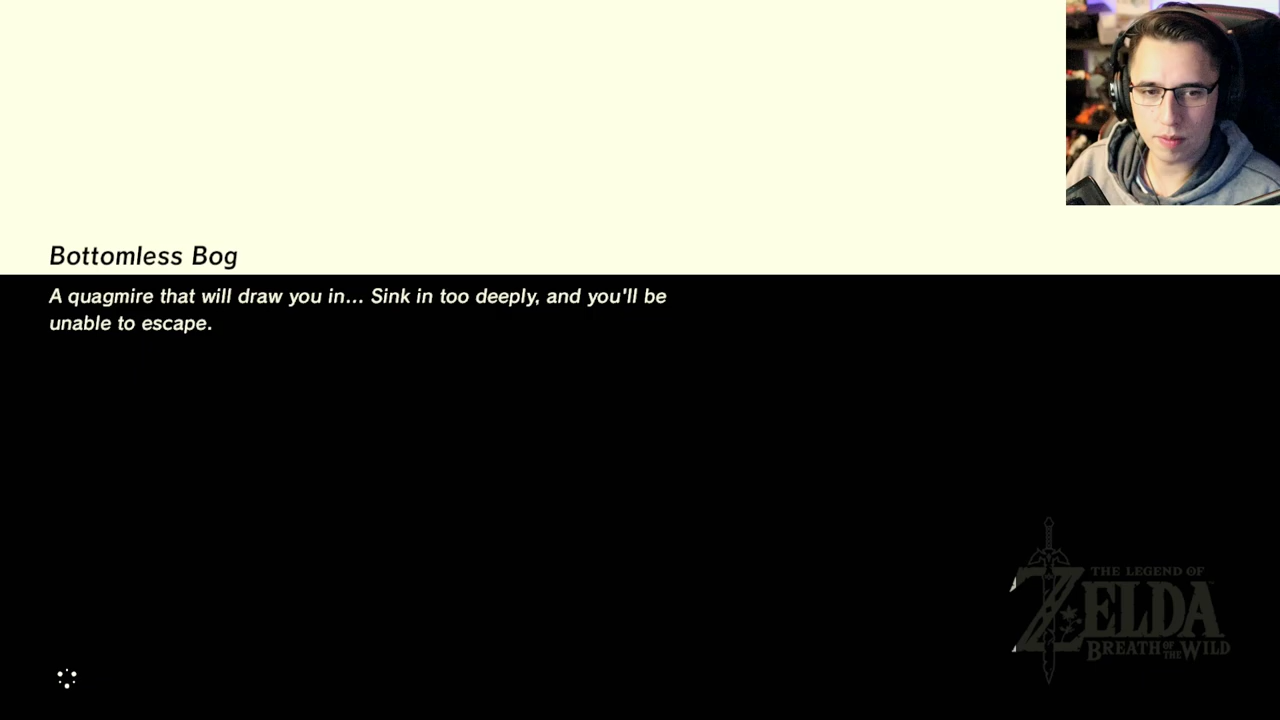 Bottomless Bog
A quagmire that will draw you in... Sink in too deeply, and you'll be
unable to escape.
THE LEGEND OF
ZELDA
BREATH OF THE WILD